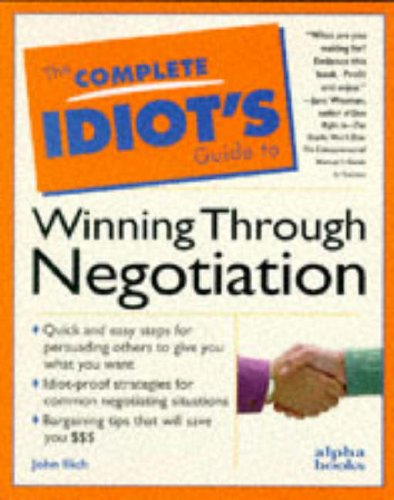 The
COMPLETE
IDIOT'S
Guide to
"What are you
waiting for?
Embrace this
book. Profit
and enjoy."
Winning Through
Negotiation
Quick and easy steps for
persuading others to give you
what you want
Idiot-proof strategies for
common negotiating situations
Bargaining tips that will save
you $$$
John Ilich
alpha
books